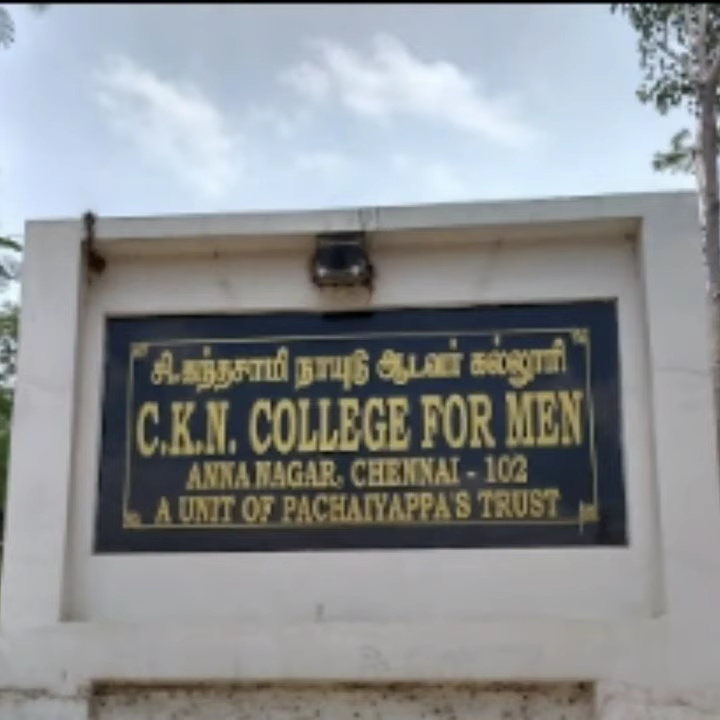 சி.கந்தசாமி நாயுடு ஆடவர் கல்லூரி
C.K.N. COLLEGE FOR MEN
ANNA NAGAR, CHENNAI - 102
A UNIT OF PACHAIYAPPA'S TRUST